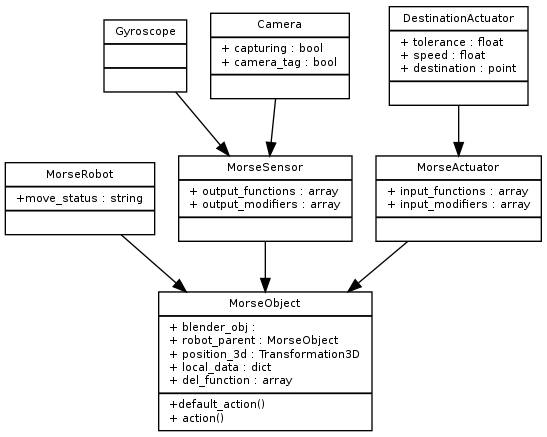 Gyroscope
Camera
+ capturing : bool
+ camera_tag : bool
DestinationActuator
+ tolerance : float
+ speed : float
+ destination : point
MorseRobot
+move_status : string
MorseSensor
+ output_functions : array
+ output_modifiers : array
MorseActuator
+ input_functions : array
+ input_modifiers : array
MorseObject
+ blender_obj :
+ robot_parent : MorseObject
+ position_3d : Transformation3D
+ local_data : dict
+ del_function : array
+default_action()
+ action()